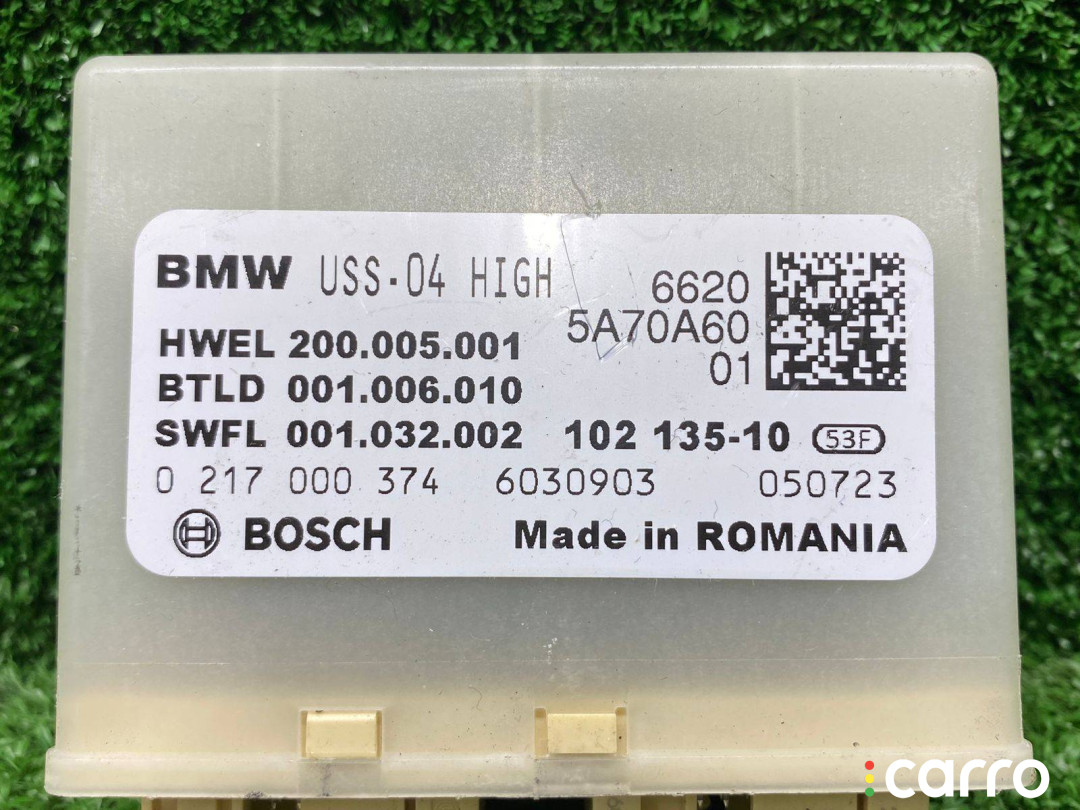 BMW USS-04 HIGH 6620
5A70A60
HWEL 200.005.001
01
BTLD 001.006.010
SWFL 001.032.002 102 135-10 53F
0 217 000 374 6030903 050723
BOSCH Made in ROMANIA
carro